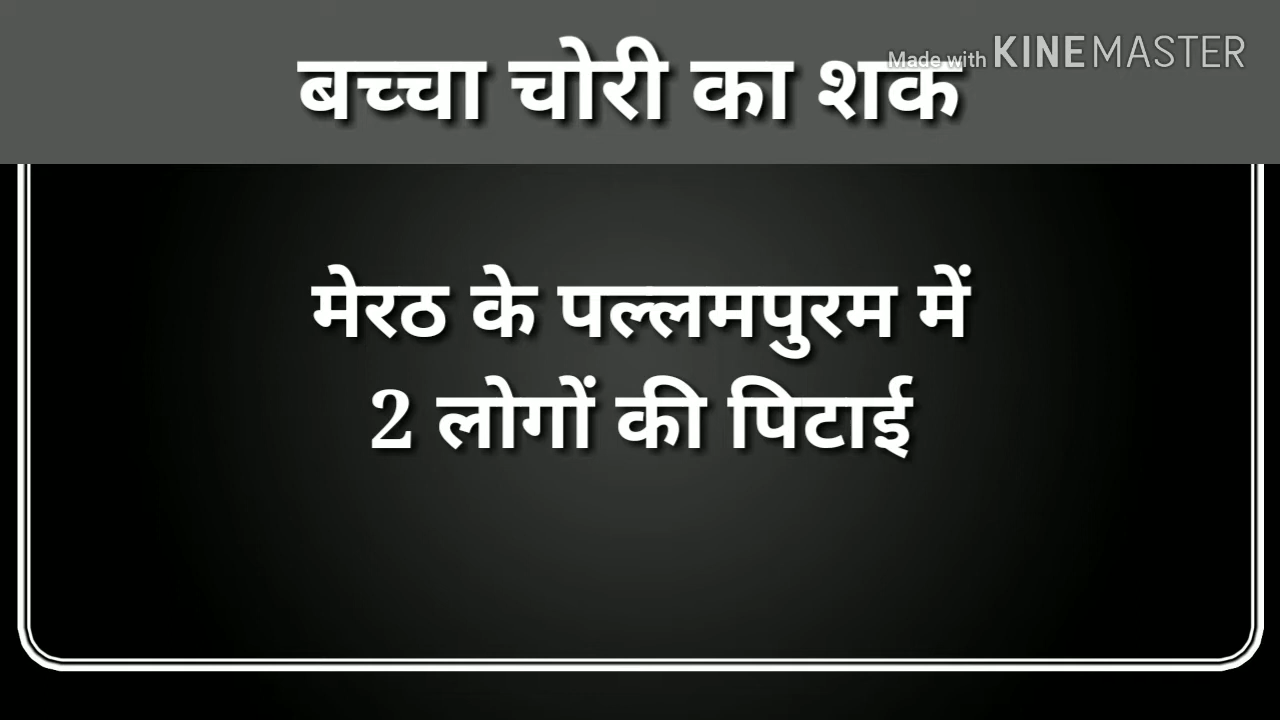 Made with KINEMASTER
बच्चा चोरी का शक
मेरठ के पल्लमपुरम में
2 लोगों की पिटाई